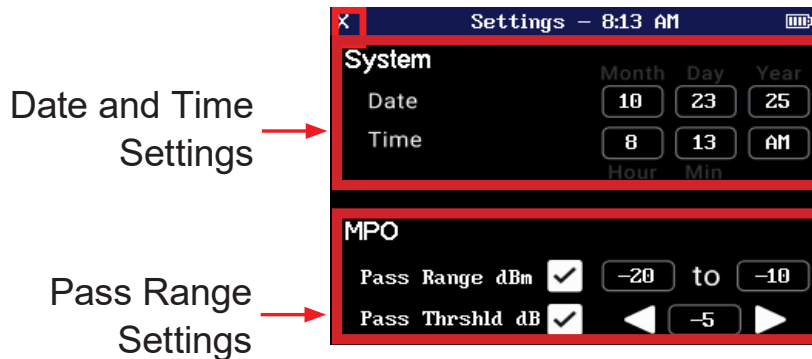 X Settings – 8:13 AM
System
Month Day Year
Date 10 23 25
Time 8 13 AM
Hour Min
Date and Time
Settings
MPO
Pass Range dBm -20 to -10
Pass Thrshld dB -5
Pass Range
Settings